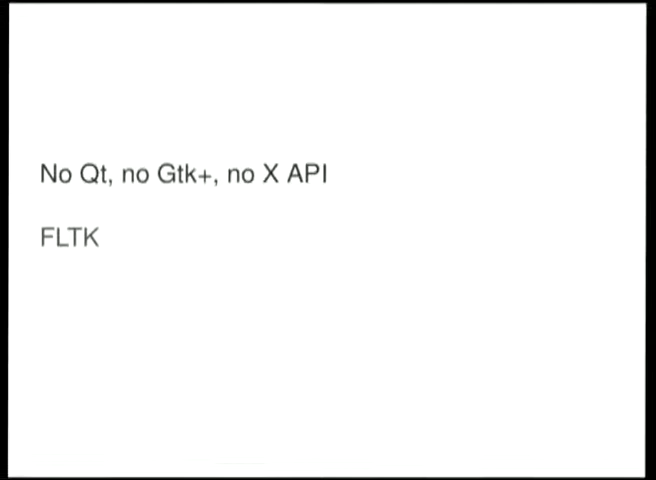 No Qt, no Gtk+, no X API
FLTK